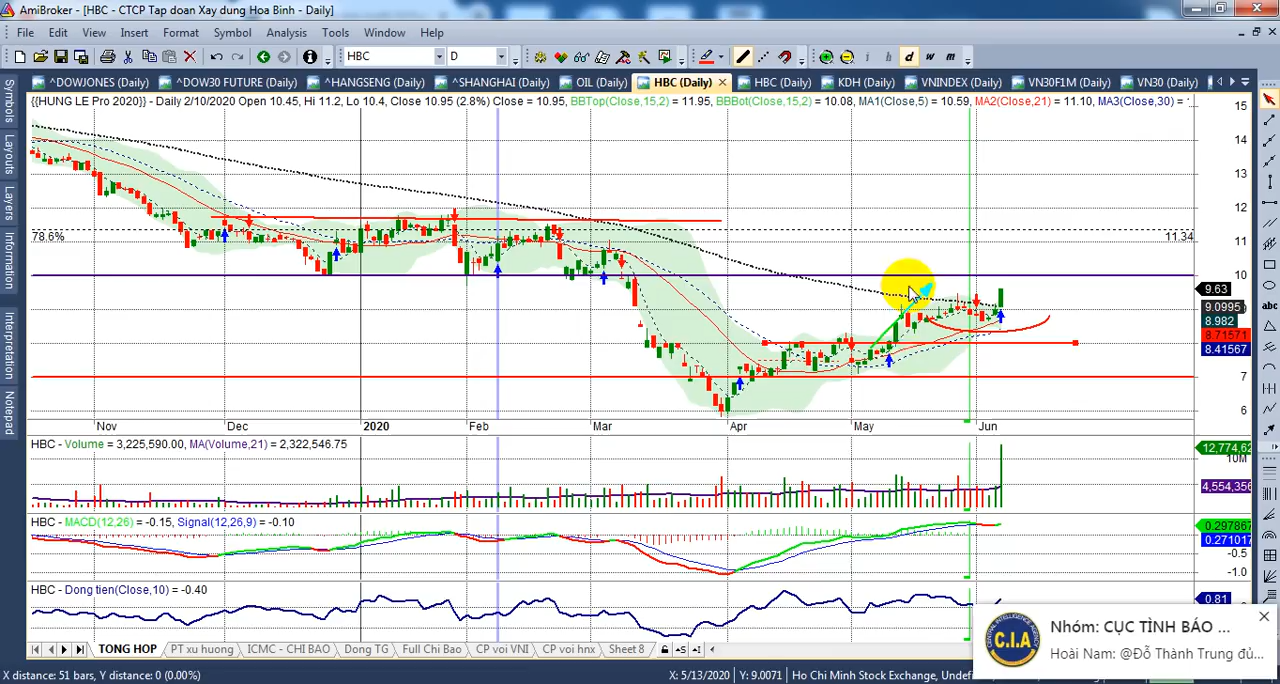 AmiBroker - [HBC - CTCP Tap doan Xay dung Hoa Binh - Daily]
File Edit View Insert Format Symbol Analysis Tools Window Help
HBC D i h d w m
^DOWJONES (Daily) ^DOW30 FUTURE (Daily) ^HANGSENG (Daily) ^SHANGHAI (Daily) OIL (Daily) HBC (Daily) HBC (Daily) KDH (Daily) VNINDEX (Daily) VN30F1M (Daily) VN30 (Daily)
{{HUNG LE Pro 2020}} - Daily 2/10/2020 Open 10.45, Hi 11.2, Lo 10.4, Close 10.95 (2.8%) Close = 10.95, BBTop(Close,15,2) = 11.95, BBBot(Close,15,2) = 10.08, MA1(Close,5) = 10.59, MA2(Close,21) = 11.10, MA3(Close,30) =
Symbols
Layouts
Layers
Information
Interpretation
Notepad
15
14
13
12
78.6%
11.34
11
10
9.63
9.0995
8.982
8.71571
8.41567
7
6
abc
Nov Dec 2020 Feb Mar Apr May Jun
HBC - Volume = 3,225,590.00, MA(Volume,21) = 2,322,546.75
12,774,62
10M
4,554,356
HBC - MACD(12,26) = -0.15, Signal(12,26,9) = -0.10
0.297867
0.271017
-0.5
-1.0
HBC - Dong tien(Close,10) = -0.40
0.81
Nhóm: CỤC TÌNH BÁO ...
Hoài Nam: @Đỗ Thành Trung đủ...
CENTRAL INTELLIGENCE AGENCY
C.I.A
TONG HOP PT xu huong ICMC - CHI BAO Dong TG Full Chi Bao CP voi VNI CP voi hnx Sheet 8
X distance: 51 bars, Y distance: 0 (0.00%) X: 5/13/2020 Y: 9.0071 Ho Chi Minh Stock Exchange, Undef